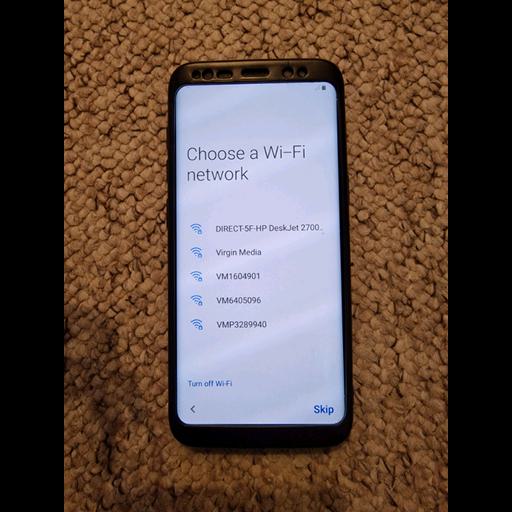 Choose a Wi-Fi
network
DIRECT-5F-HP DeskJet 2700..
Virgin Media
VM1604901
VM6405096
VMP3289940
Turn off Wi-Fi
Skip